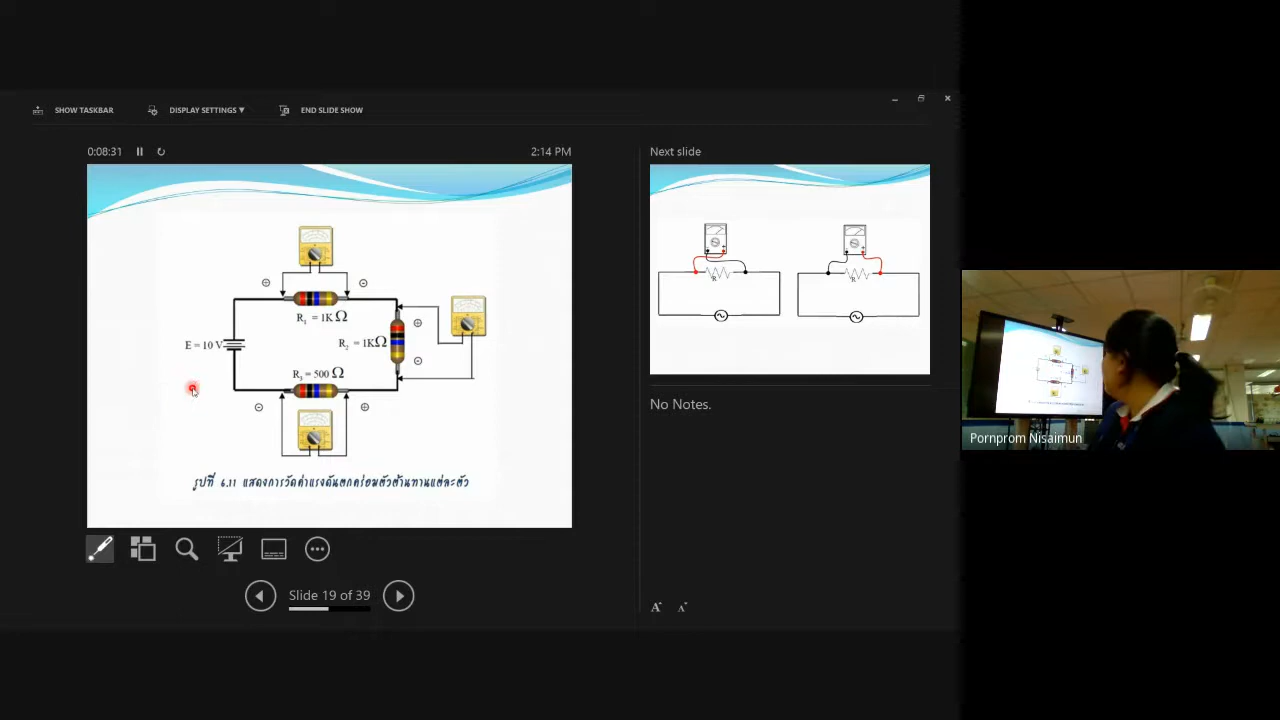 SHOW TASKBAR
DISPLAY SETTINGS ▼
END SLIDE SHOW
0:08:31
2:14 PM
Next slide
R₁ = 1K Ω
E = 10 V
R₂ = 1K Ω
R₃ = 500 Ω
รูปที่ 6.11 แสดงการวัดค่าแรงดันตกคร่อมตัวต้านทานแต่ละตัว
R
R
No Notes.
Pornprom Nisaimun
Slide 19 of 39
A
A